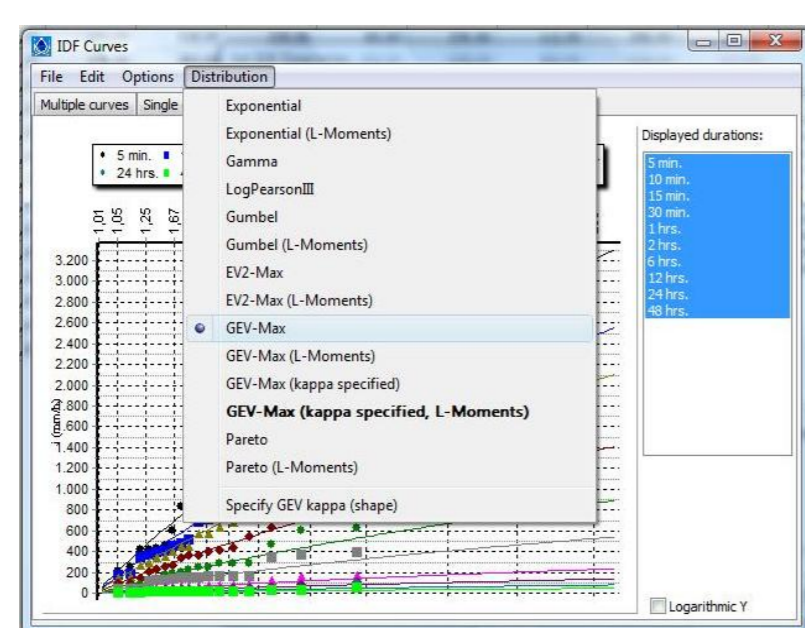 IDF Curves
File Edit Options Distribution
Multiple curves Single
Exponential
Exponential (L-Moments)
Gamma
LogPearsonIII
Gumbel
Gumbel (L-Moments)
EV2-Max
EV2-Max (L-Moments)
GEV-Max
GEV-Max (L-Moments)
GEV-Max (kappa specified)
GEV-Max (kappa specified, L-Moments)
Pareto
Pareto (L-Moments)
Specify GEV kappa (shape)
5 min.
24 hrs.
1,01
1,05
1,25
1,67
3.200
3.000
2.800
2.600
2.400
2.200
2.000
1.400
1.200
1.000
800
600
400
200
0
Displayed durations:
5 min.
10 min.
15 min.
30 min.
1 hrs.
2 hrs.
6 hrs.
12 hrs.
24 hrs.
48 hrs.
Logarithmic Y